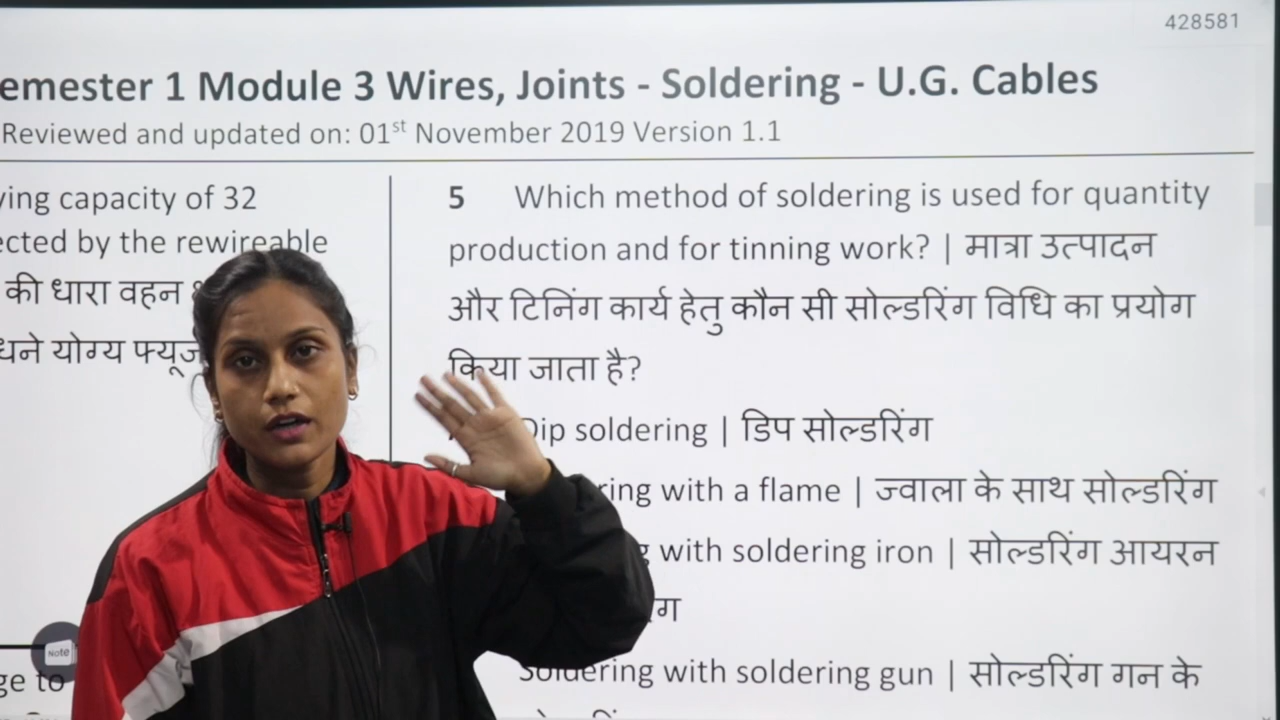 428581
emester 1 Module 3 Wires, Joints - Soldering - U.G. Cables
Reviewed and updated on: 01st November 2019 Version 1.1
ying capacity of 32
ected by the rewireable
की धारा वहन
धने योग्य फ्यूज
5 Which method of soldering is used for quantity
production and for tinning work? | मात्रा उत्पादन
और टिनिंग कार्य हेतु कौन सी सोल्डरिंग विधि का प्रयोग
किया जाता है?
Dip soldering | डिप सोल्डरिंग
ring with a flame | ज्वाला के साथ सोल्डरिंग
g with soldering iron | सोल्डरिंग आयरन
ग
Soldering with soldering gun | सोल्डरिंग गन के
Note
ge to